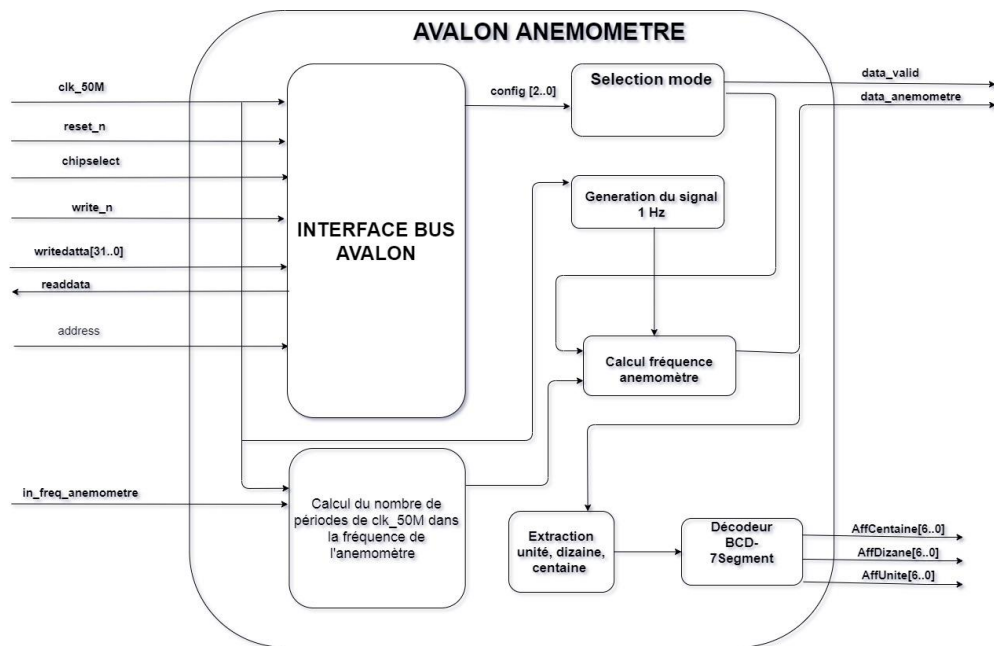 AVALON ANEMOMETRE
clk_50M
reset_n
chipselect
write_n
writedatta[31..0]
readdata
address
in_freq_anemometre
INTERFACE BUS
AVALON
config [2..0]
Selection mode
data_valid
data_anemometre
Generation du signal
1 Hz
Calcul fréquence
anemomètre
Calcul du nombre de
périodes de clk_50M dans
la fréquence de
l'anemomètre
Extraction
unité, dizaine,
centaine
Décodeur
BCD-
7Segment
AffCentaine[6..0]
AffDizane[6..0]
AffUnite[6..0]